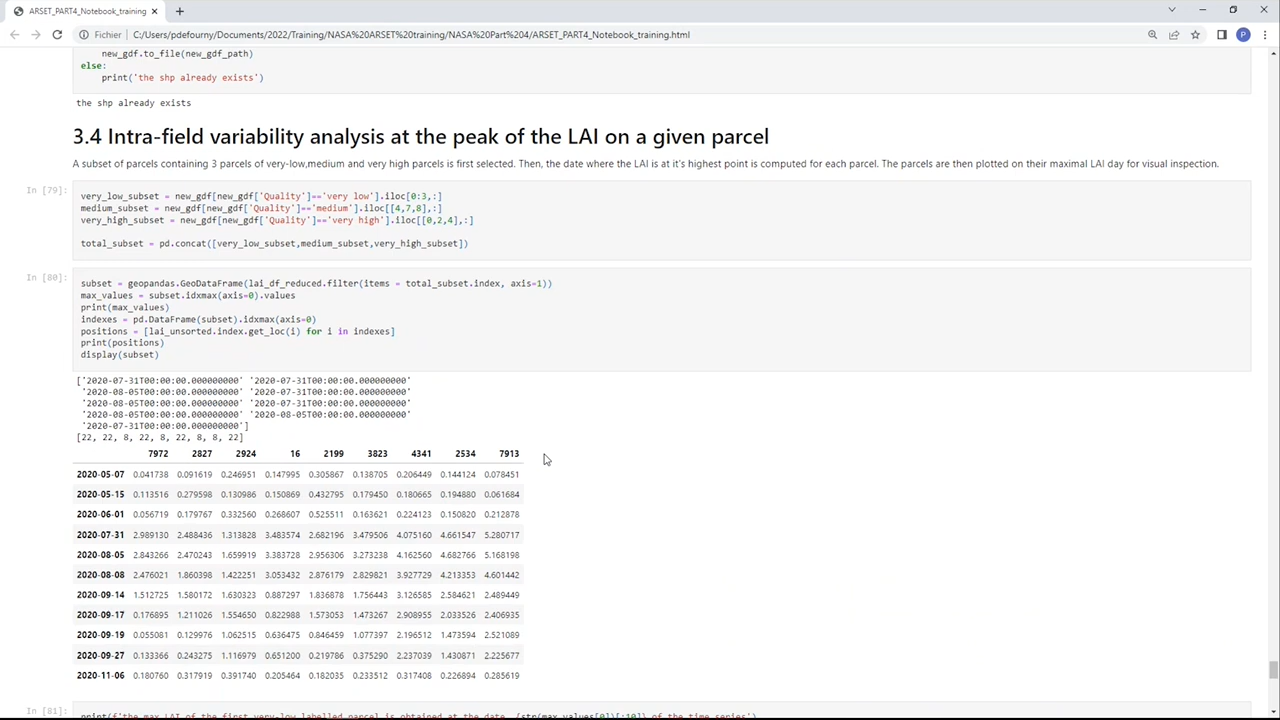 ARSET_PART4_Notebook_training
Fichier C:/Users/pdefourny/Documents/2022/Training/NASA%20ARSET%20training/NASA%20Part%204/ARSET_PART4_Notebook_training.html
P
new_gdf.to_file(new_gdf_path)
else:
print('the shp already exists')
the shp already exists
3.4 Intra-field variability analysis at the peak of the LAI on a given parcel
A subset of parcels containing 3 parcels of very-low,medium and very high parcels is first selected. Then, the date where the LAI is at it's highest point is computed for each parcel. The parcels are then plotted on their maximal LAI day for visual inspection.
In [79]:
very_low_subset = new_gdf[new_gdf['Quality']=='very low'].iloc[0:3,:]
medium_subset = new_gdf[new_gdf['Quality']=='medium'].iloc[[4,7,8],:]
very_high_subset = new_gdf[new_gdf['Quality']=='very high'].iloc[[0,2,4],:]
total_subset = pd.concat([very_low_subset,medium_subset,very_high_subset])
In [80]:
subset = geopandas.GeoDataFrame(lai_df_reduced.filter(items = total_subset.index, axis=1))
max_values = subset.idxmax(axis=0).values
print(max_values)
indexes = pd.DataFrame(subset).idxmax(axis=0)
positions = [lai_unsorted.index.get_loc(i) for i in indexes]
print(positions)
display(subset)
['2020-07-31T00:00:00.000000000' '2020-07-31T00:00:00.000000000'
'2020-08-05T00:00:00.000000000' '2020-07-31T00:00:00.000000000'
'2020-08-05T00:00:00.000000000' '2020-07-31T00:00:00.000000000'
'2020-08-05T00:00:00.000000000' '2020-08-05T00:00:00.000000000'
'2020-07-31T00:00:00.000000000']
[22, 22, 8, 22, 8, 22, 8, 8, 22]
7972 2827 2924 16 2199 3823 4341 2534 7913
2020-05-07 0.041738 0.091619 0.246951 0.147995 0.305867 0.138705 0.206449 0.144124 0.078451
2020-05-15 0.113516 0.279598 0.130986 0.150869 0.432795 0.179450 0.180665 0.194880 0.061684
2020-06-01 0.056719 0.179767 0.332560 0.268607 0.525511 0.163621 0.224123 0.150820 0.212878
2020-07-31 2.989130 2.488436 1.313828 3.483574 2.682196 3.479506 4.075160 4.661547 5.280717
2020-08-05 2.843266 2.470243 1.659919 3.383728 2.956306 3.273238 4.162560 4.682766 5.168198
2020-08-08 2.476021 1.860398 1.422251 3.053432 2.876179 2.829821 3.927729 4.213353 4.601442
2020-09-14 1.512725 1.580172 1.630323 0.887297 1.836878 1.756443 3.126585 2.584621 2.489449
2020-09-17 0.176895 1.211026 1.554650 0.822988 1.573053 1.473267 2.908955 2.033526 2.406935
2020-09-19 0.055081 0.129976 1.062515 0.636475 0.846459 1.077397 2.196512 1.473594 2.521089
2020-09-27 0.133366 0.243275 1.116979 0.651200 0.219786 0.375290 2.237039 1.430871 2.225677
2020-11-06 0.180760 0.317919 0.391740 0.205464 0.182035 0.233512 0.317408 0.226894 0.285619
In [81]:
print(f'the max LAI of the first very-low labelled parcel is obtained at the date {str(max_values[0])[:10]} of the time series')